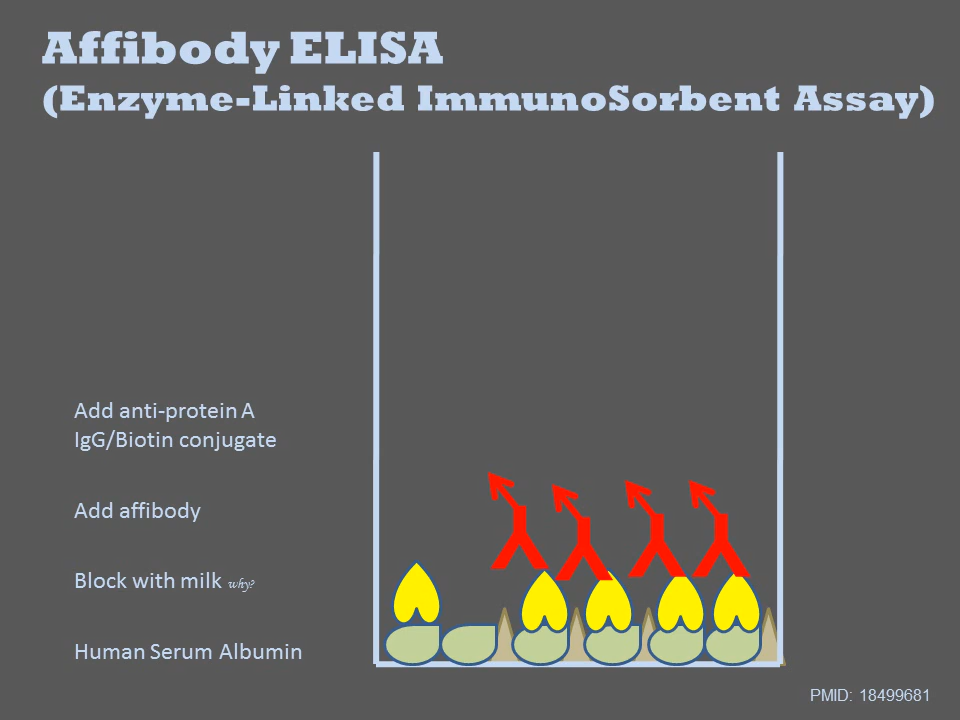 Affibody ELISA
(Enzyme-Linked ImmunoSorbent Assay)
Add anti-protein A
IgG/Biotin conjugate
Add affibody
Block with milk why?
Human Serum Albumin
PMID: 18499681